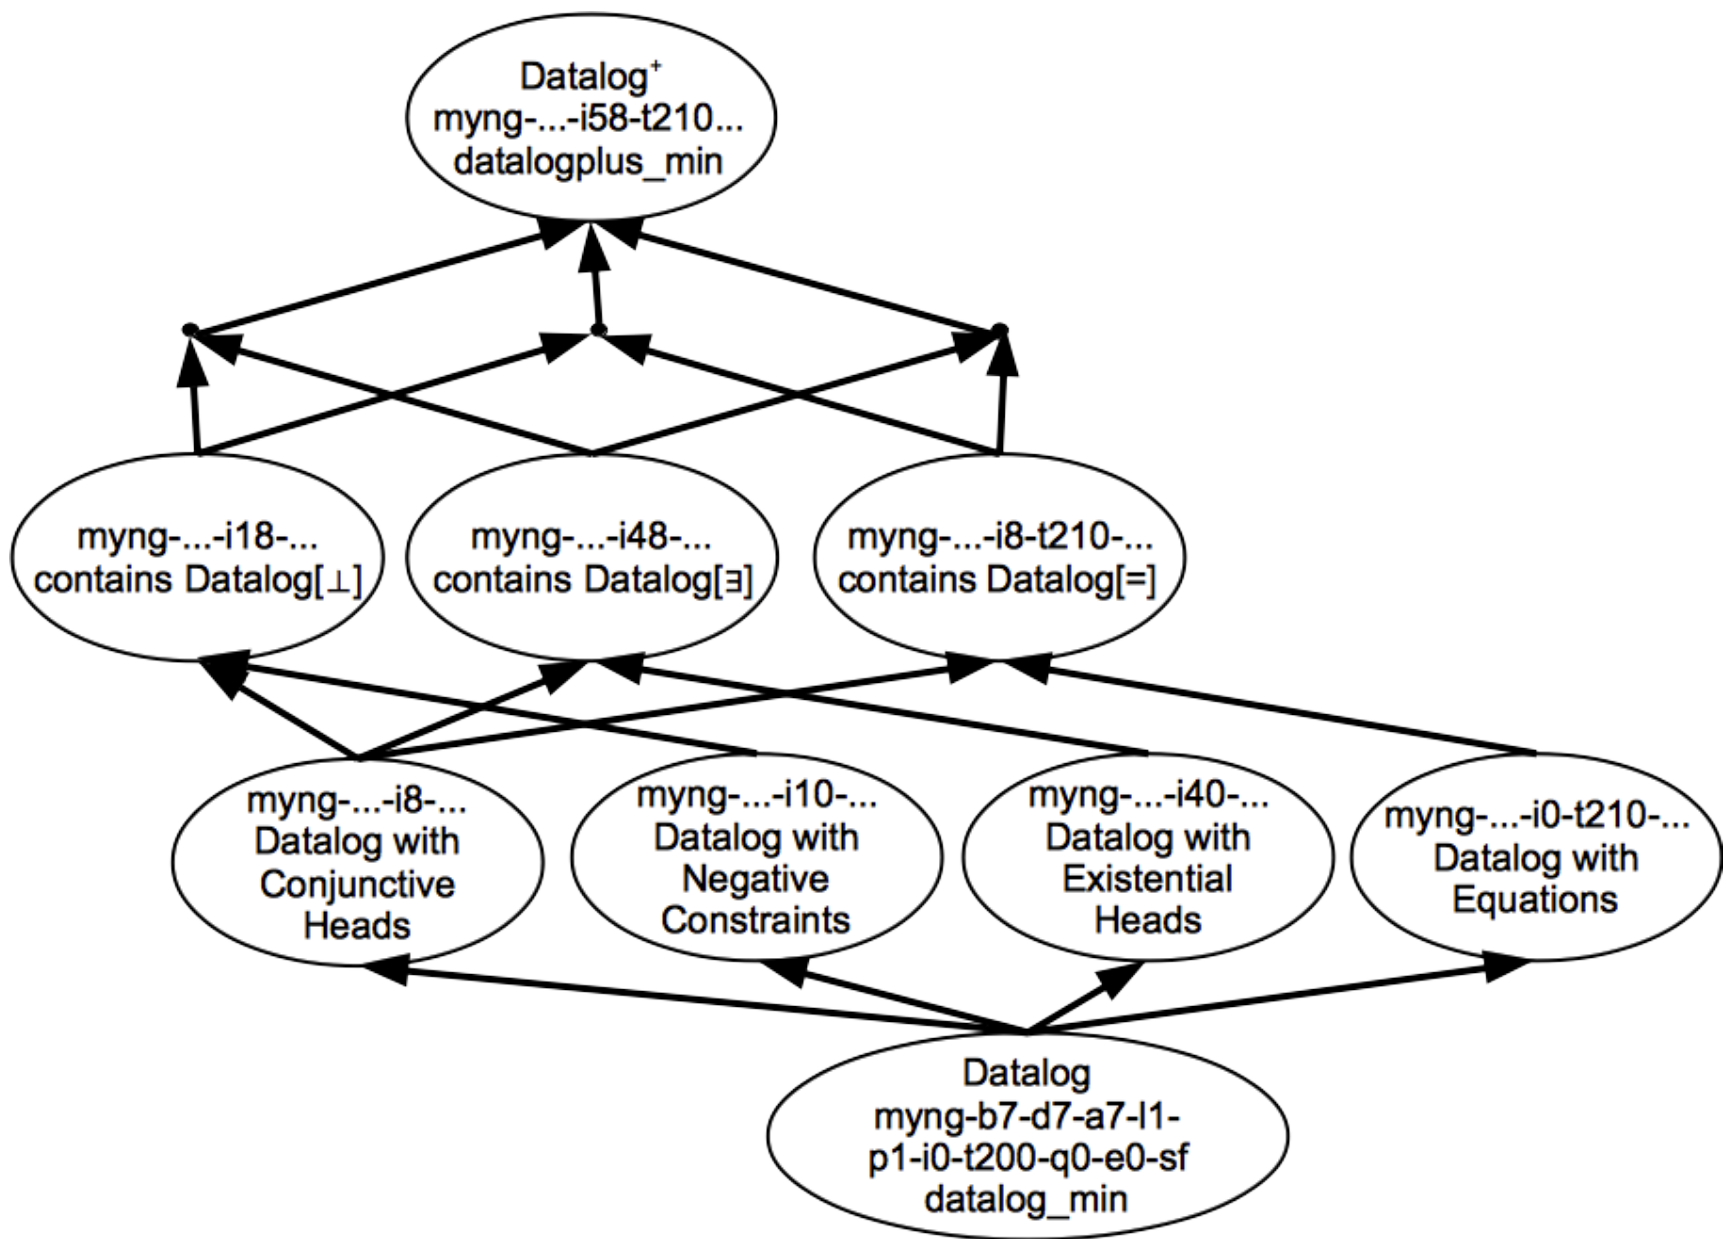 Datalog⁺
myng-...-i58-t210...
datalogplus_min
myng-...-i18-...
contains Datalog[⊥]
myng-...-i48-...
contains Datalog[∃]
myng-...-i8-t210-...
contains Datalog[=]
myng-...-i8-...
Datalog with
Conjunctive
Heads
myng-...-i10-...
Datalog with
Negative
Constraints
myng-...-i40-...
Datalog with
Existential
Heads
myng-...-i0-t210-...
Datalog with
Equations
Datalog
myng-b7-d7-a7-l1-
p1-i0-t200-q0-e0-sf
datalog_min